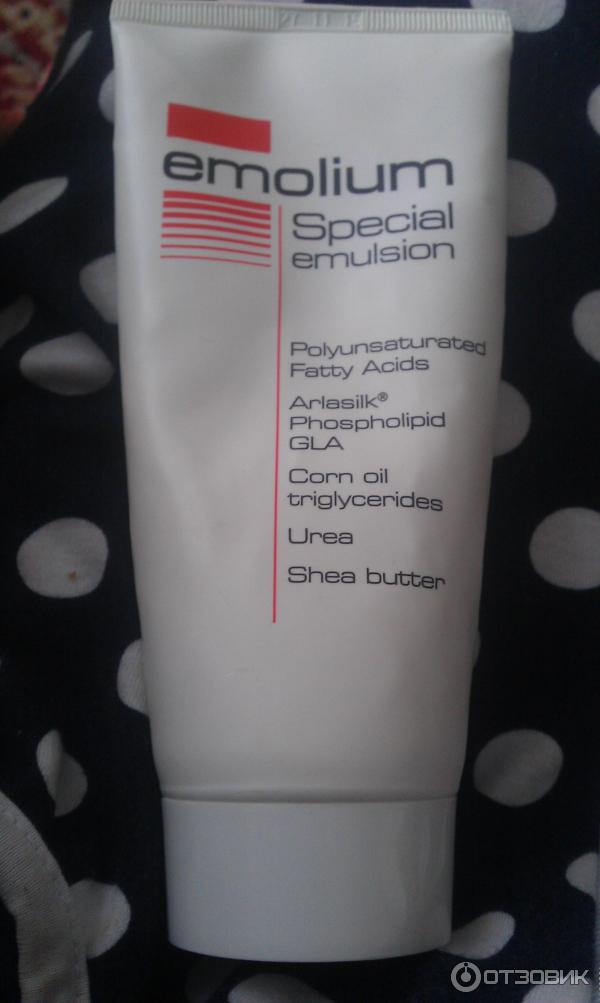 emolium
Special
emulsion
Polyunsaturated
Fatty Acids
Arlasilk®
Phospholipid
GLA
Corn oil
triglycerides
Urea
Shea butter
ОТЗОВИК